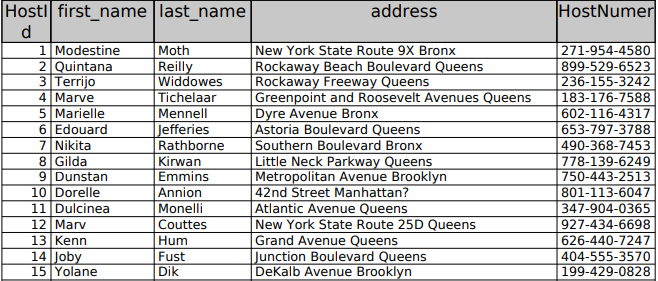 HostId first_name last_name address HostNumer
1 Modestine Moth New York State Route 9X Bronx 271-954-4580
2 Quintana Reilly Rockaway Beach Boulevard Queens 899-529-6523
3 Terrijo Widdowes Rockaway Freeway Queens 236-155-3242
4 Marve Tichelaar Greenpoint and Roosevelt Avenues Queens 183-176-7588
5 Marielle Mennell Dyre Avenue Bronx 602-116-4317
6 Edouard Jefferies Astoria Boulevard Queens 653-797-3788
7 Nikita Rathborne Southern Boulevard Bronx 490-368-7453
8 Gilda Kirwan Little Neck Parkway Queens 778-139-6249
9 Dunstan Emmins Metropolitan Avenue Brooklyn 750-443-2513
10 Dorelle Annion 42nd Street Manhattan? 801-113-6047
11 Dulcinea Monelli Atlantic Avenue Queens 347-904-0365
12 Marv Couttes New York State Route 25D Queens 927-434-6698
13 Kenn Hum Grand Avenue Queens 626-440-7247
14 Joby Fust Junction Boulevard Queens 404-555-3570
15 Yolane Dik DeKalb Avenue Brooklyn 199-429-0828